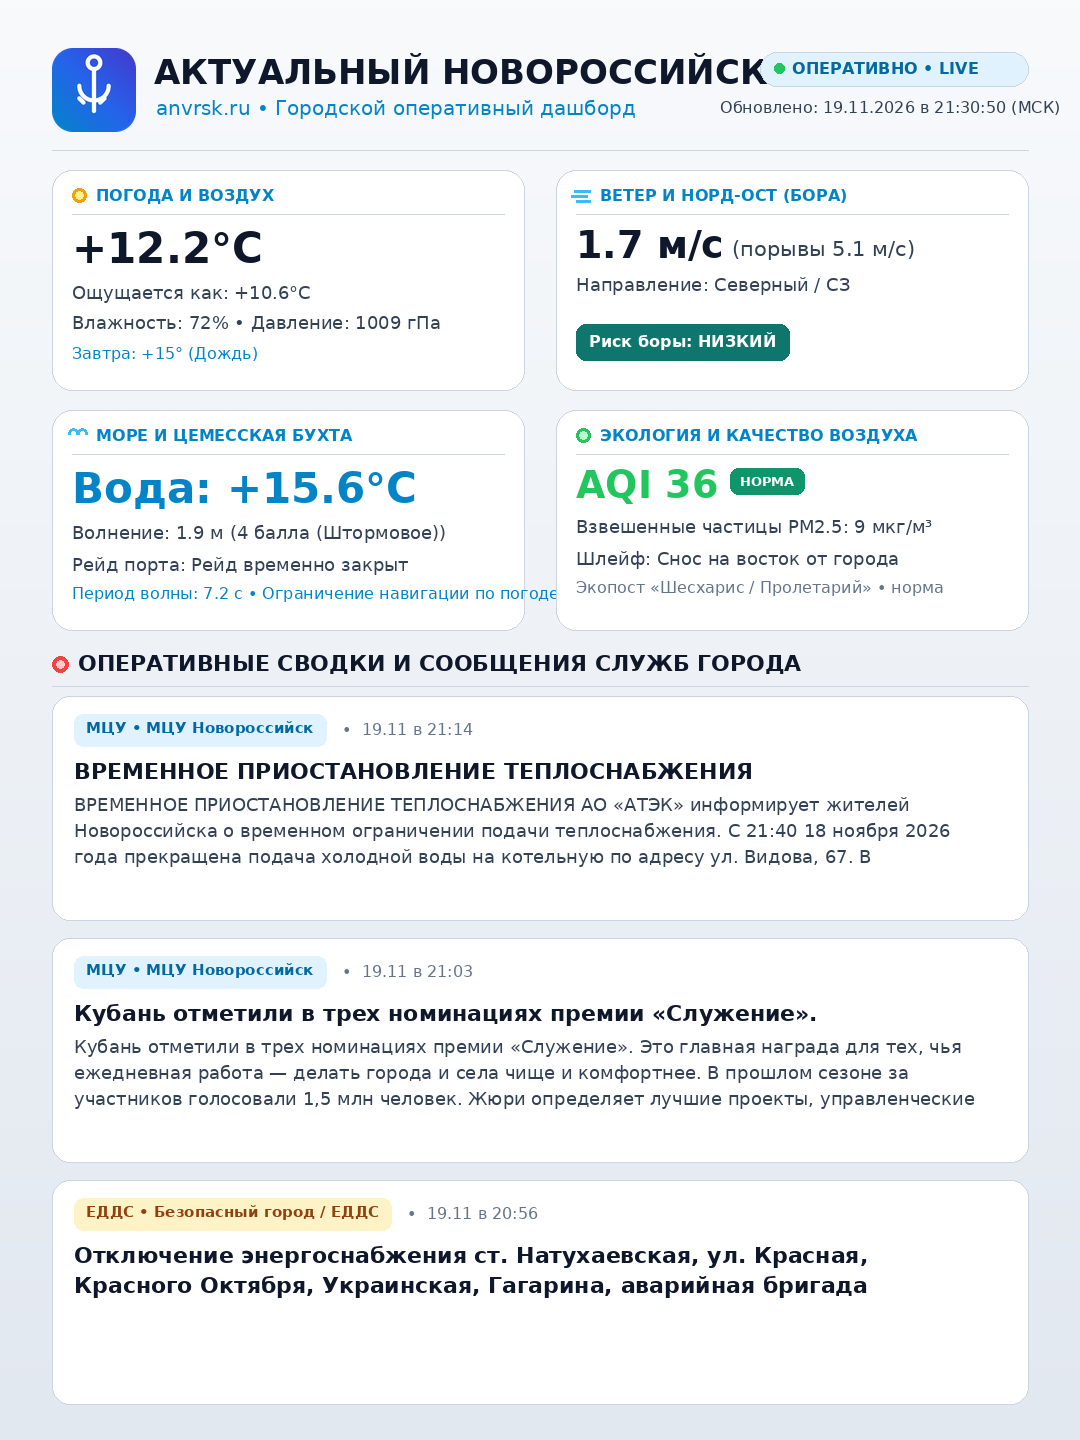 АКТУАЛЬНЫЙ НОВОРОССИЙСК
ОПЕРАТИВНО • LIVE
anvrsk.ru • Городской оперативный дашборд
Обновлено: 19.11.2026 в 21:30:50 (МСК)
ПОГОДА И ВОЗДУХ
+12.2°C
Ощущается как: +10.6°C
Влажность: 72% • Давление: 1009 гПа
Завтра: +15° (Дождь)
ВЕТЕР И НОРД-ОСТ (БОРА)
1.7 м/с (порывы 5.1 м/с)
Направление: Северный / СЗ
Риск боры: НИЗКИЙ
МОРЕ И ЦЕМЕССКАЯ БУХТА
Вода: +15.6°C
Волнение: 1.9 м (4 балла (Штормовое))
Рейд порта: Рейд временно закрыт
Период волны: 7.2 с • Ограничение навигации по погоде
ЭКОЛОГИЯ И КАЧЕСТВО ВОЗДУХА
AQI 36 НОРМА
Взвешенные частицы PM2.5: 9 мкг/м³
Шлейф: Снос на восток от города
Экопост «Шесхарис / Пролетарий» • норма
ОПЕРАТИВНЫЕ СВОДКИ И СООБЩЕНИЯ СЛУЖБ ГОРОДА
МЦУ • МЦУ Новороссийск • 19.11 в 21:14
ВРЕМЕННОЕ ПРИОСТАНОВЛЕНИЕ ТЕПЛОСНАБЖЕНИЯ
ВРЕМЕННОЕ ПРИОСТАНОВЛЕНИЕ ТЕПЛОСНАБЖЕНИЯ АО «АТЭК» информирует жителей
Новороссийска о временном ограничении подачи теплоснабжения. С 21:40 18 ноября 2026
года прекращена подача холодной воды на котельную по адресу ул. Видова, 67. В
МЦУ • МЦУ Новороссийск • 19.11 в 21:03
Кубань отметили в трех номинациях премии «Служение».
Кубань отметили в трех номинациях премии «Служение». Это главная награда для тех, чья
ежедневная работа — делать города и села чище и комфортнее. В прошлом сезоне за
участников голосовали 1,5 млн человек. Жюри определяет лучшие проекты, управленческие
ЕДДС • Безопасный город / ЕДДС • 19.11 в 20:56
Отключение энергоснабжения ст. Натухаевская, ул. Красная,
Красного Октября, Украинская, Гагарина, аварийная бригада